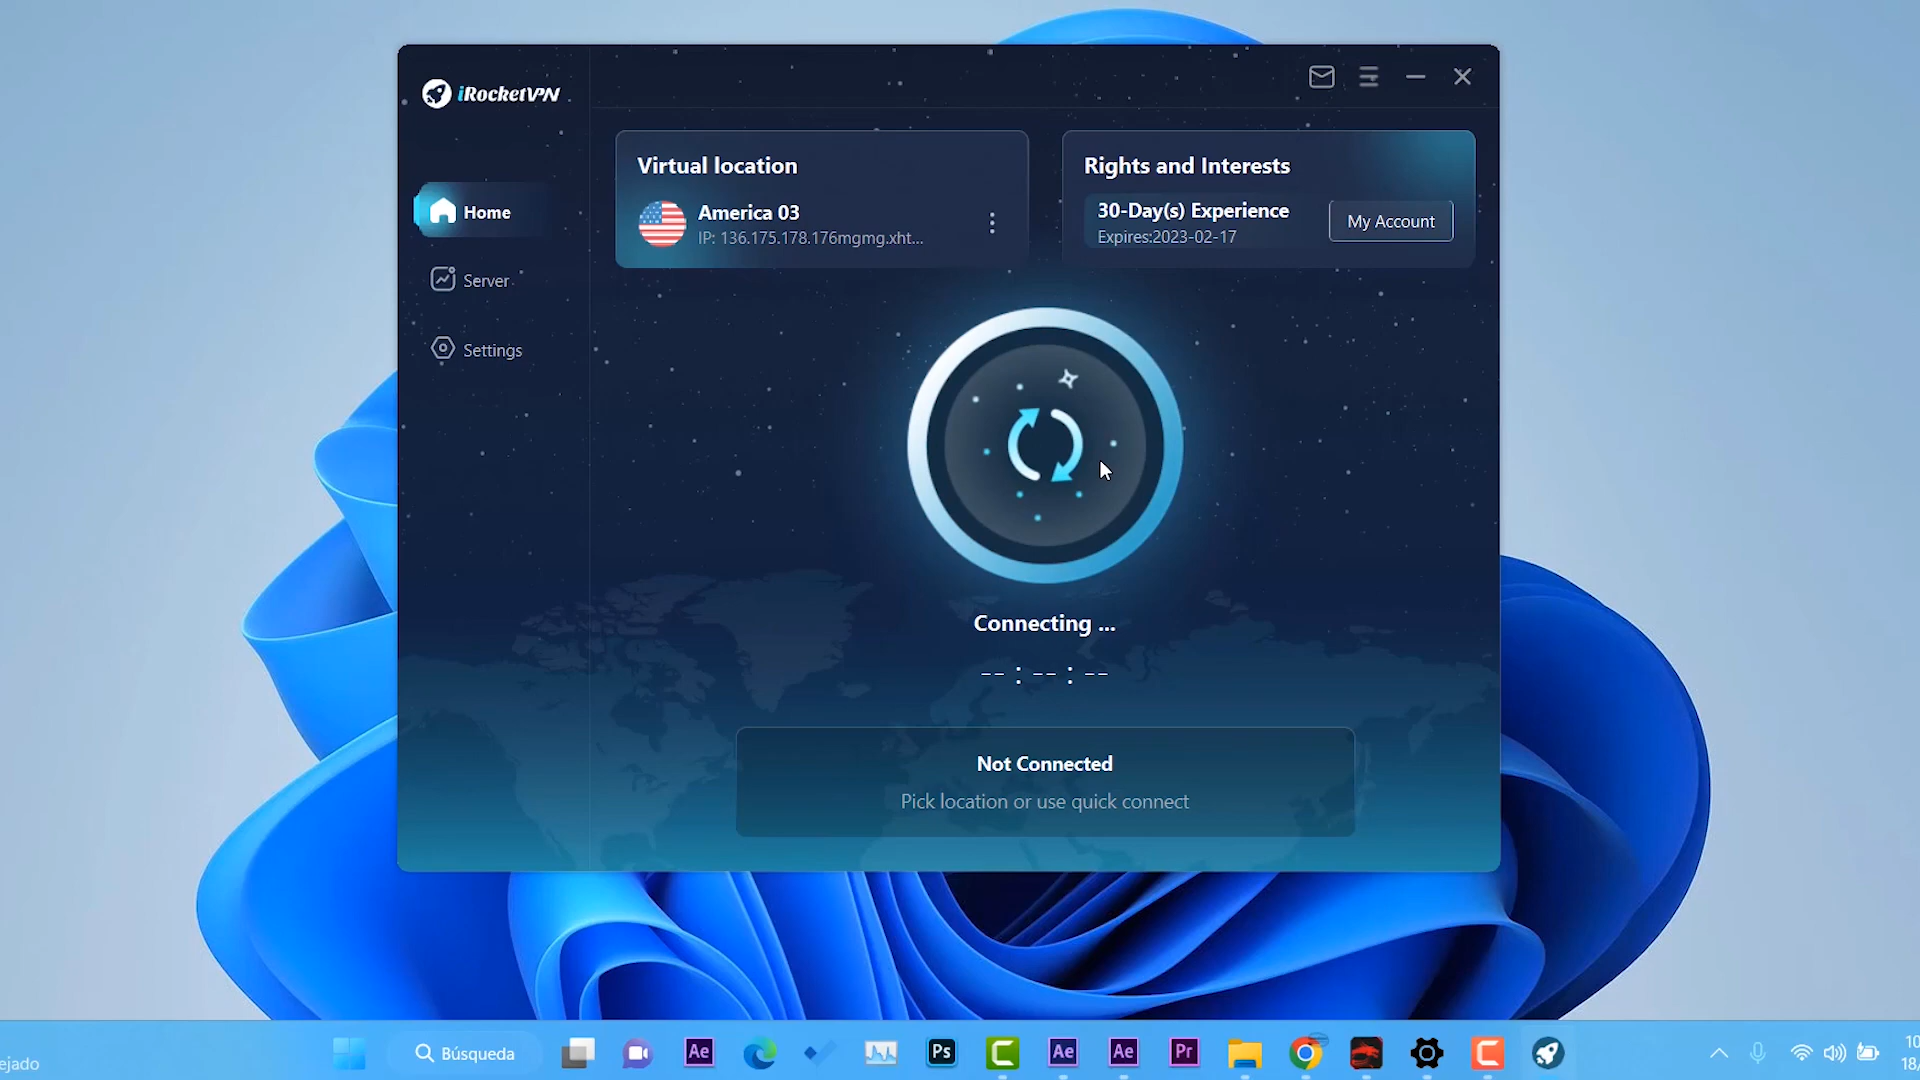 iRocketVPN
Home
Server
Settings
Virtual location
America 03
IP: 136.175.178.176mgmg.xht...
Rights and Interests
30-Day(s) Experience
Expires:2023-02-17
My Account
Connecting ...
-- : -- : --
Not Connected
Pick location or use quick connect
ejado
Búsqueda
Ae
Ps
Ae
Ae
Pr
10
18/